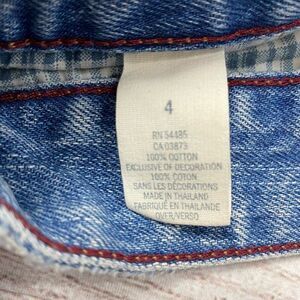 4
RN 54485
CA 03873
100% COTTON
EXCLUSIVE OF DECORATION
100% COTON
SANS LES DÉCORATIONS
MADE IN THAILAND
FABRIQUÉ EN THAILANDE
OVER/VERSO